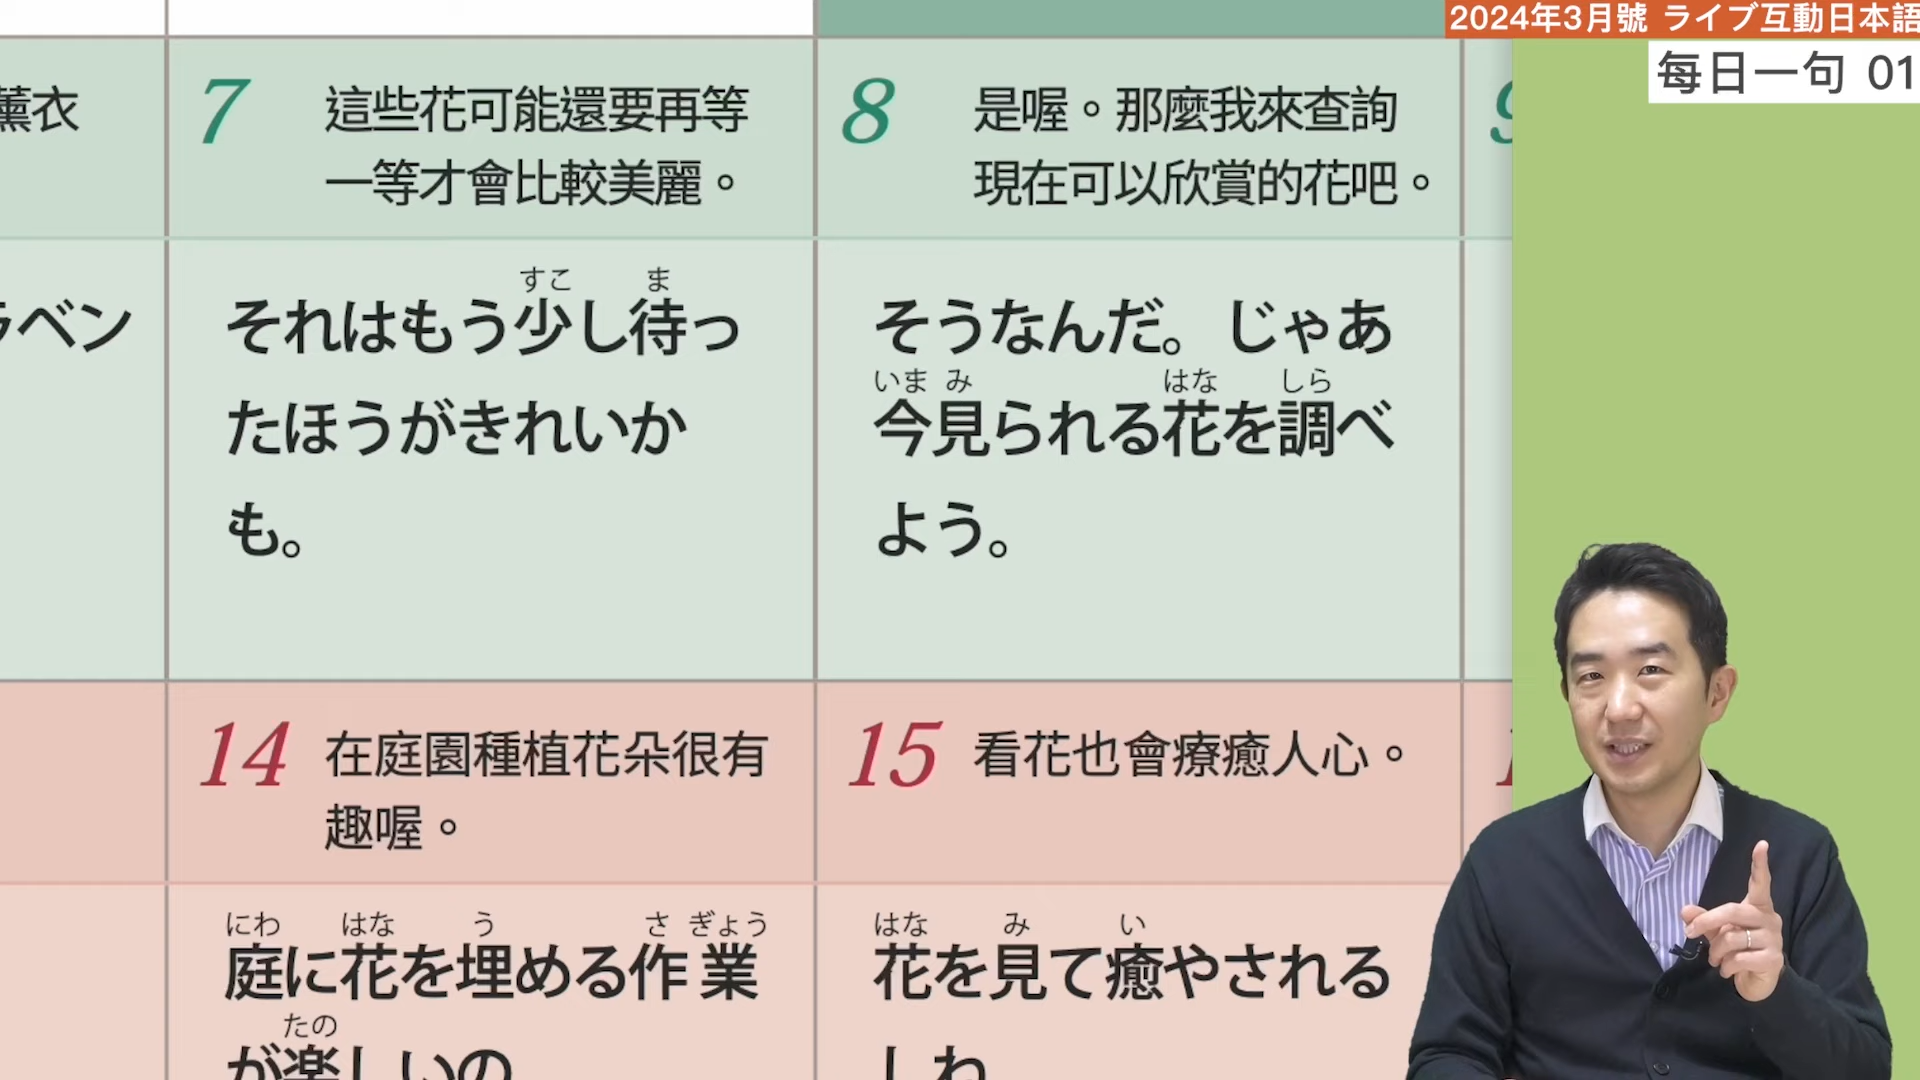 2024年3月號 ライブ互動日本語
每日一句 01
薰衣
ラベン
7
這些花可能還要再等
一等才會比較美麗。
すこ ま
それはもう少し待っ
たほうがきれいか
も。
8
是喔。那麼我來查詢
現在可以欣賞的花吧。
そうなんだ。じゃあ
いま み はな しら
今見られる花を調べ
よう。
9
14
在庭園種植花朵很有
趣喔。
にわ はな う さ ぎょう
庭に花を埋める作業
たの
が楽しいの
15
看花也會療癒人心。
はな み い
花を見て癒やされる
しね